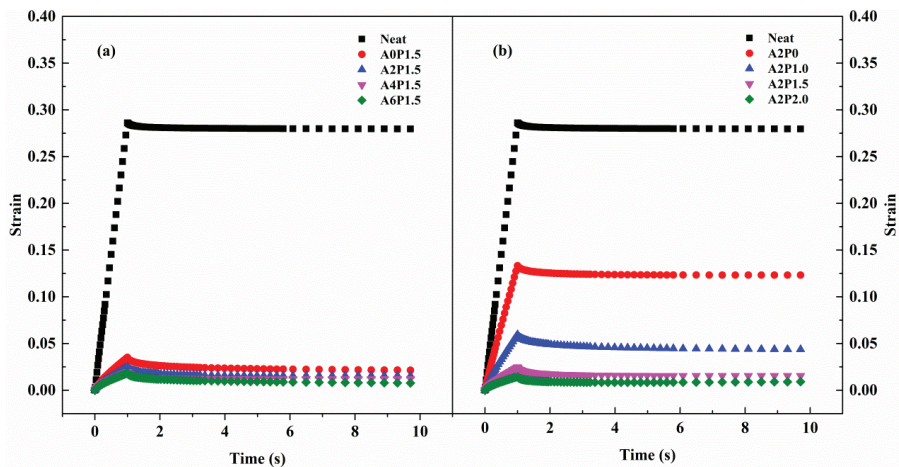 (a)
Neat
A0P1.5
A2P1.5
A4P1.5
A6P1.5
0.40
0.35
0.30
0.25
0.20
0.15
0.10
0.05
0.00
Strain
0
2
4
6
8
10
Time (s)
(b)
Neat
A2P0
A2P1.0
A2P1.5
A2P2.0
0
2
4
6
8
10
Time (s)
0.40
0.35
0.30
0.25
0.20
0.15
0.10
0.05
0.00
Strain